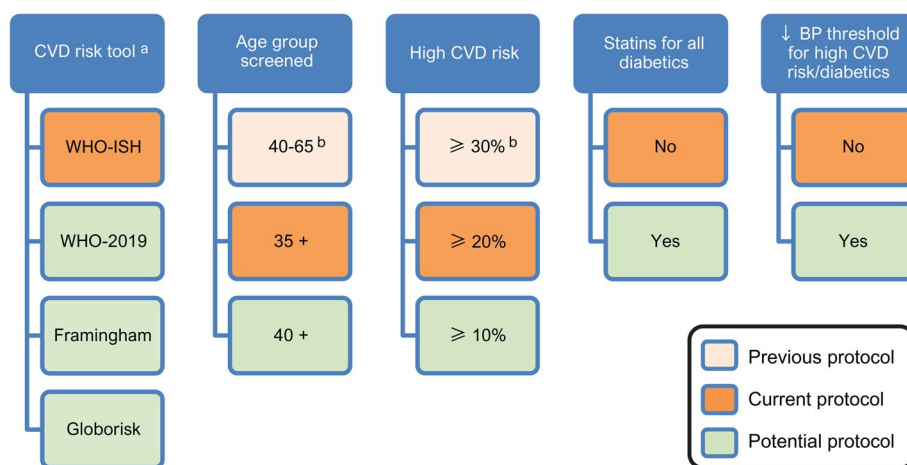 CVD risk tool a
WHO-ISH
WHO-2019
Framingham
Globorisk
Age group
screened
40-65 b
35 +
40 +
High CVD risk
⩾ 30% b
⩾ 20%
⩾ 10%
Statins for all
diabetics
No
Yes
↓ BP threshold
for high CVD
risk/diabetics
No
Yes
Previous protocol
Current protocol
Potential protocol